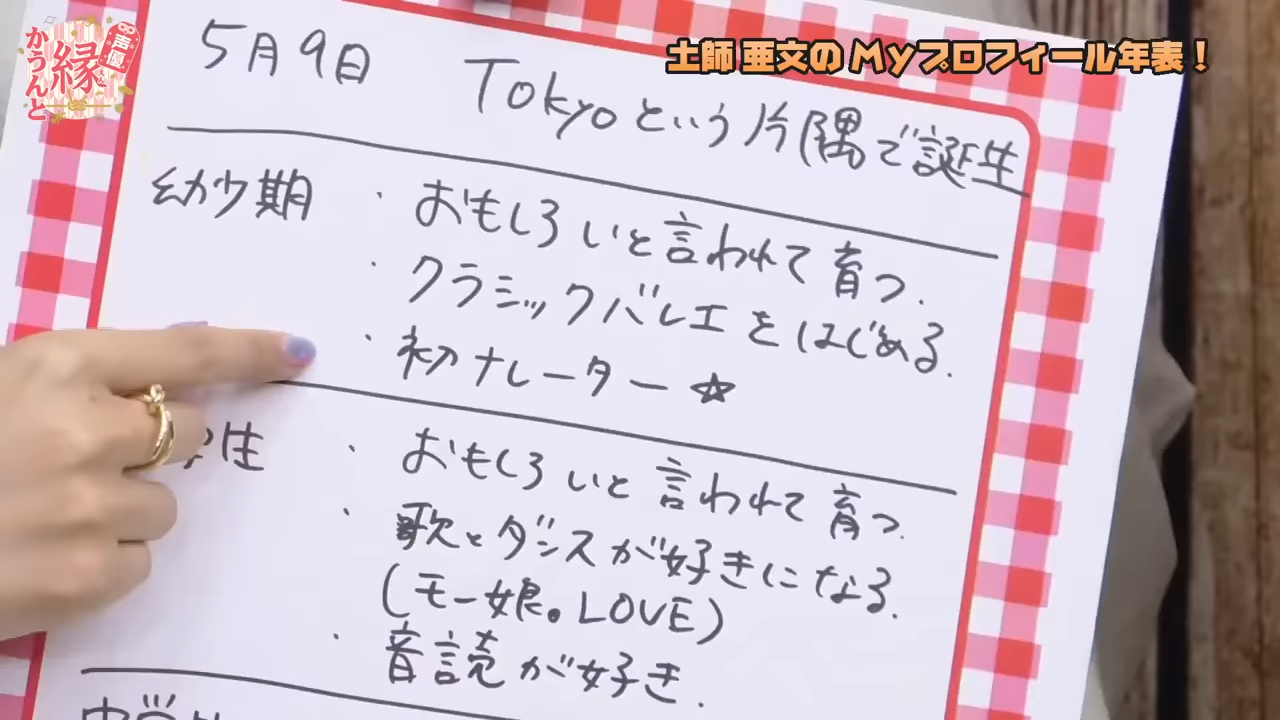 声優
縁
かうんと
土師 亜文の Myプロフィール年表！
5月9日 Tokyoという片隅で誕生
幼少期 ・おもしろいと言われて育つ.
・クラシックバレエをはじめる.
・初ナレーター☆
学生 ・おもしろいと言われて育つ.
・歌とダンスが好きになる.
(モー娘。LOVE)
・音読が好き.